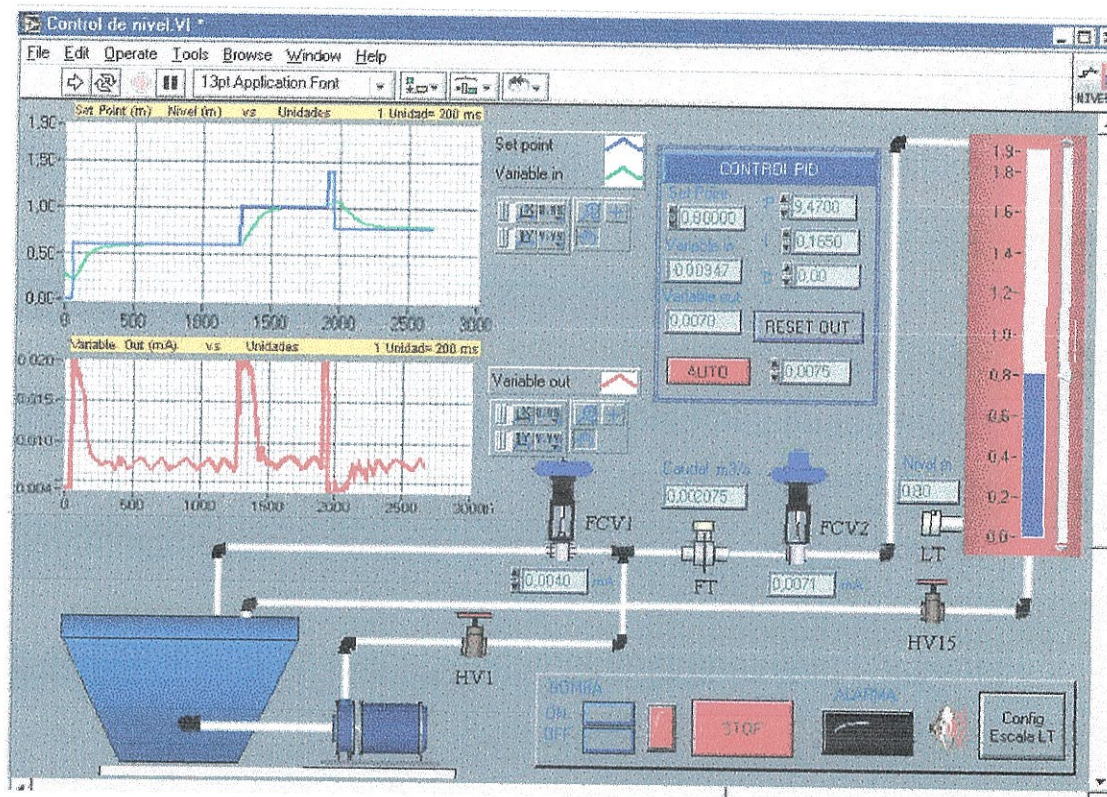 Control de nivel.VI *
File Edit Operate Tools Browse Window Help
13pt Application Font
NIVEL
Set Point (m) Nivel (m) vs Unidades 1 Unidad= 200 ms
1,90
1,50
1,00
0,50
0,00
0 500 1000 1500 2000 2500 3000
Set point
Variable in
CONTROL PID
Set Point
0,80000
P 9,4700
Variable in
I 0,1650
-0,00947
D 0,00
Variable out
0,0070
RESET OUT
AUTO
0,0075
1.9
1.8
1.6
1.4
1.2
1.0
0.8
0.6
0.4
0.2
0.0
Variable Out (mA) vs Unidades 1 Unidad= 200 ms
0.020
0.015
0.010
0.004
0 500 1000 1500 2000 2500 3000
Variable out
FCV1
0,0040 mA
Caudal m3/s
0,002075
FT
FCV2
0,0071 mA
Nivel m
0,80
LT
HV1
HV15
BOMBA
ON
OFF
STOP
ALARMA
Config
Escale LT